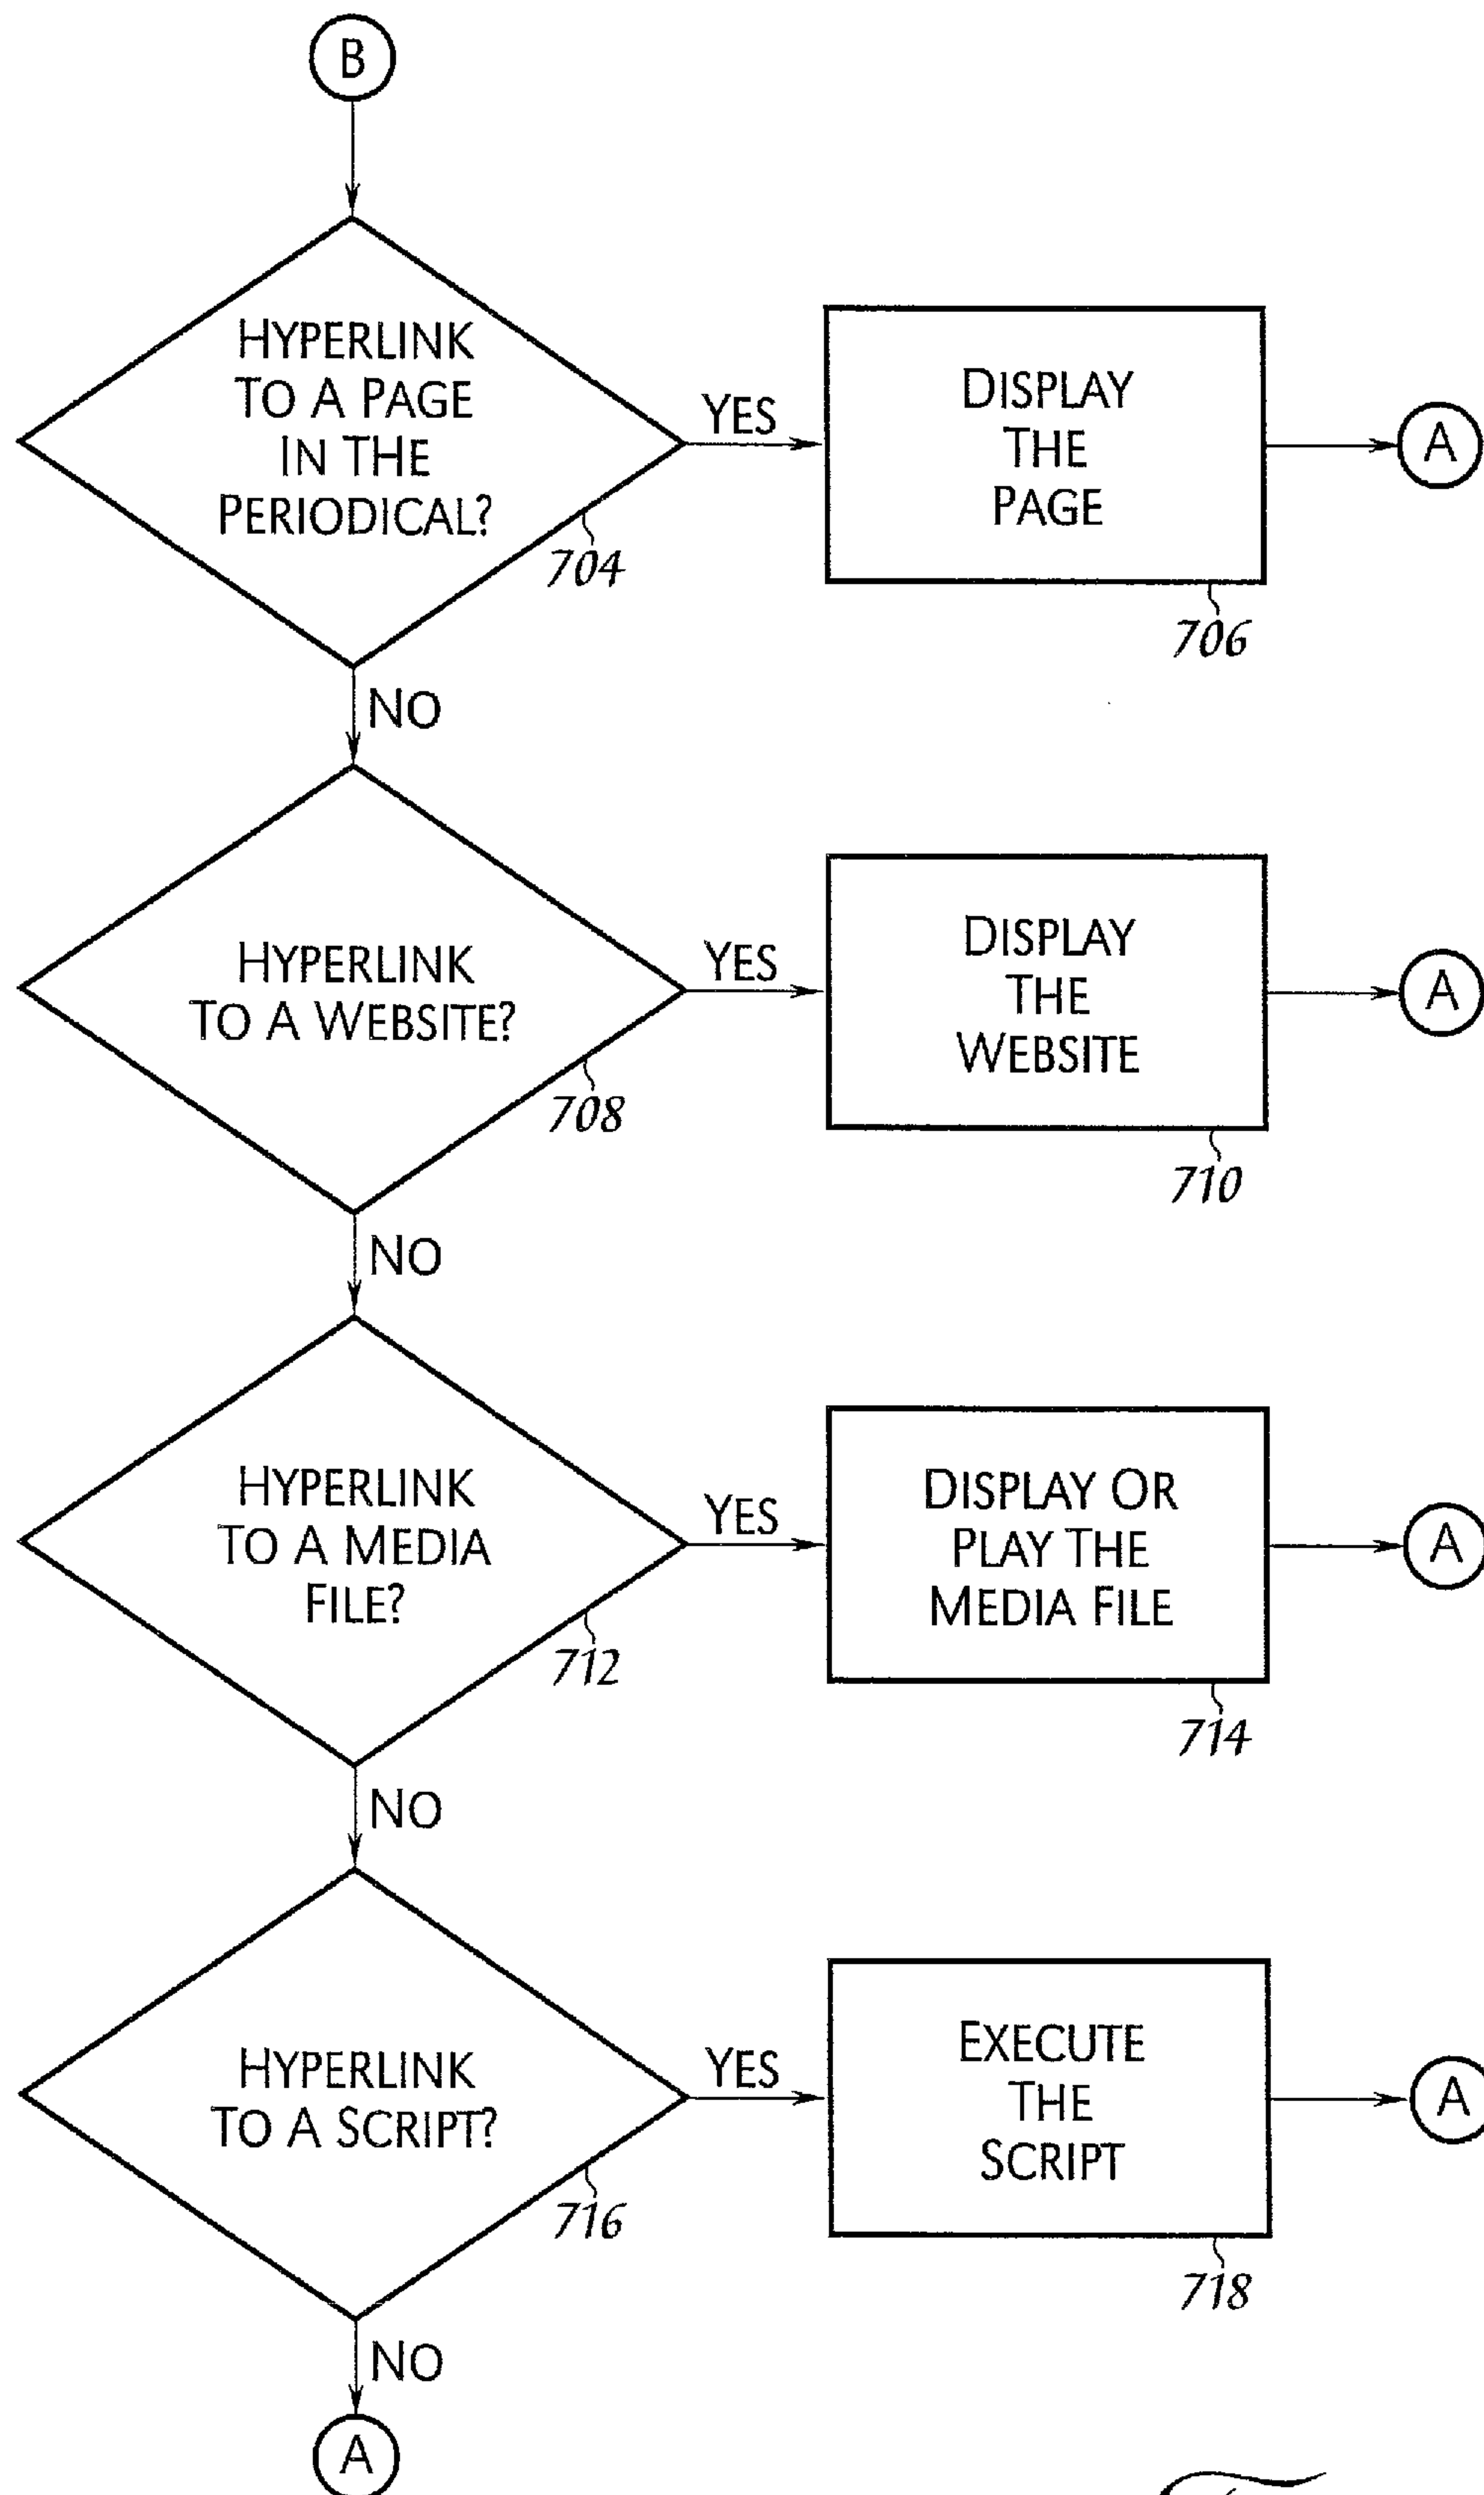 B
HYPERLINK
TO A PAGE
IN THE
PERIODICAL?
704
YES
DISPLAY
THE
PAGE
706
A
NO
HYPERLINK
TO A WEBSITE?
708
YES
DISPLAY
THE
WEBSITE
710
A
NO
HYPERLINK
TO A MEDIA
FILE?
712
YES
DISPLAY OR
PLAY THE
MEDIA FILE
714
A
NO
HYPERLINK
TO A SCRIPT?
716
YES
EXECUTE
THE
SCRIPT
718
A
NO
A